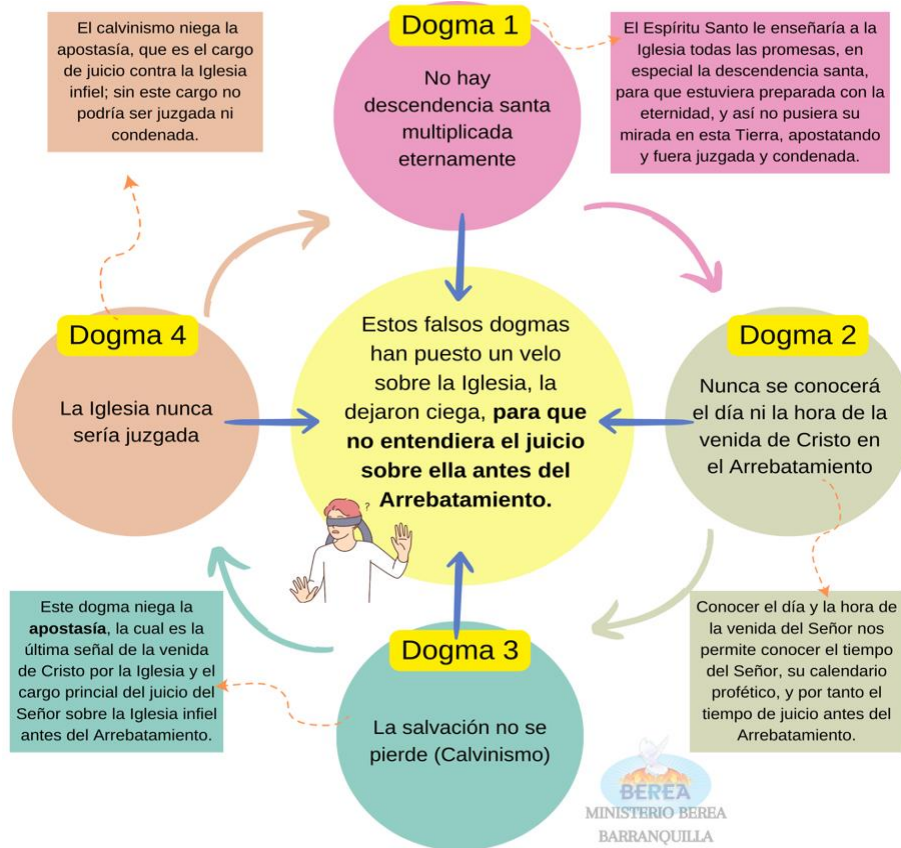 El calvinismo niega la
apostasía, que es el cargo
de juicio contra la Iglesia
infiel; sin este cargo no
podría ser juzgada ni
condenada.
Dogma 1
No hay
descendencia santa
multiplicada
eternamente
El Espíritu Santo le enseñaría a la
Iglesia todas las promesas, en
especial la descendencia santa,
para que estuviera preparada con la
eternidad, y así no pusiera su
mirada en esta Tierra, apostatando
y fuera juzgada y condenada.
Dogma 4
La Iglesia nunca
sería juzgada
Estos falsos dogmas
han puesto un velo
sobre la Iglesia, la
dejaron ciega, para que
no entendiera el juicio
sobre ella antes del
Arrebatamiento.
?
Dogma 2
Nunca se conocerá
el día ni la hora de la
venida de Cristo en
el Arrebatamiento
Este dogma niega la
apostasía, la cual es la
última señal de la venida
de Cristo por la Iglesia y el
cargo princial del juicio del
Señor sobre la Iglesia infiel
antes del Arrebatamiento.
Dogma 3
La salvación no se
pierde (Calvinismo)
Conocer el día y la hora de
la venida del Señor nos
permite conocer el tiempo
del Señor, su calendario
profético, y por tanto el
tiempo de juicio antes del
Arrebatamiento.
BEREA
MINISTERIO BEREA
BARRANQUILLA